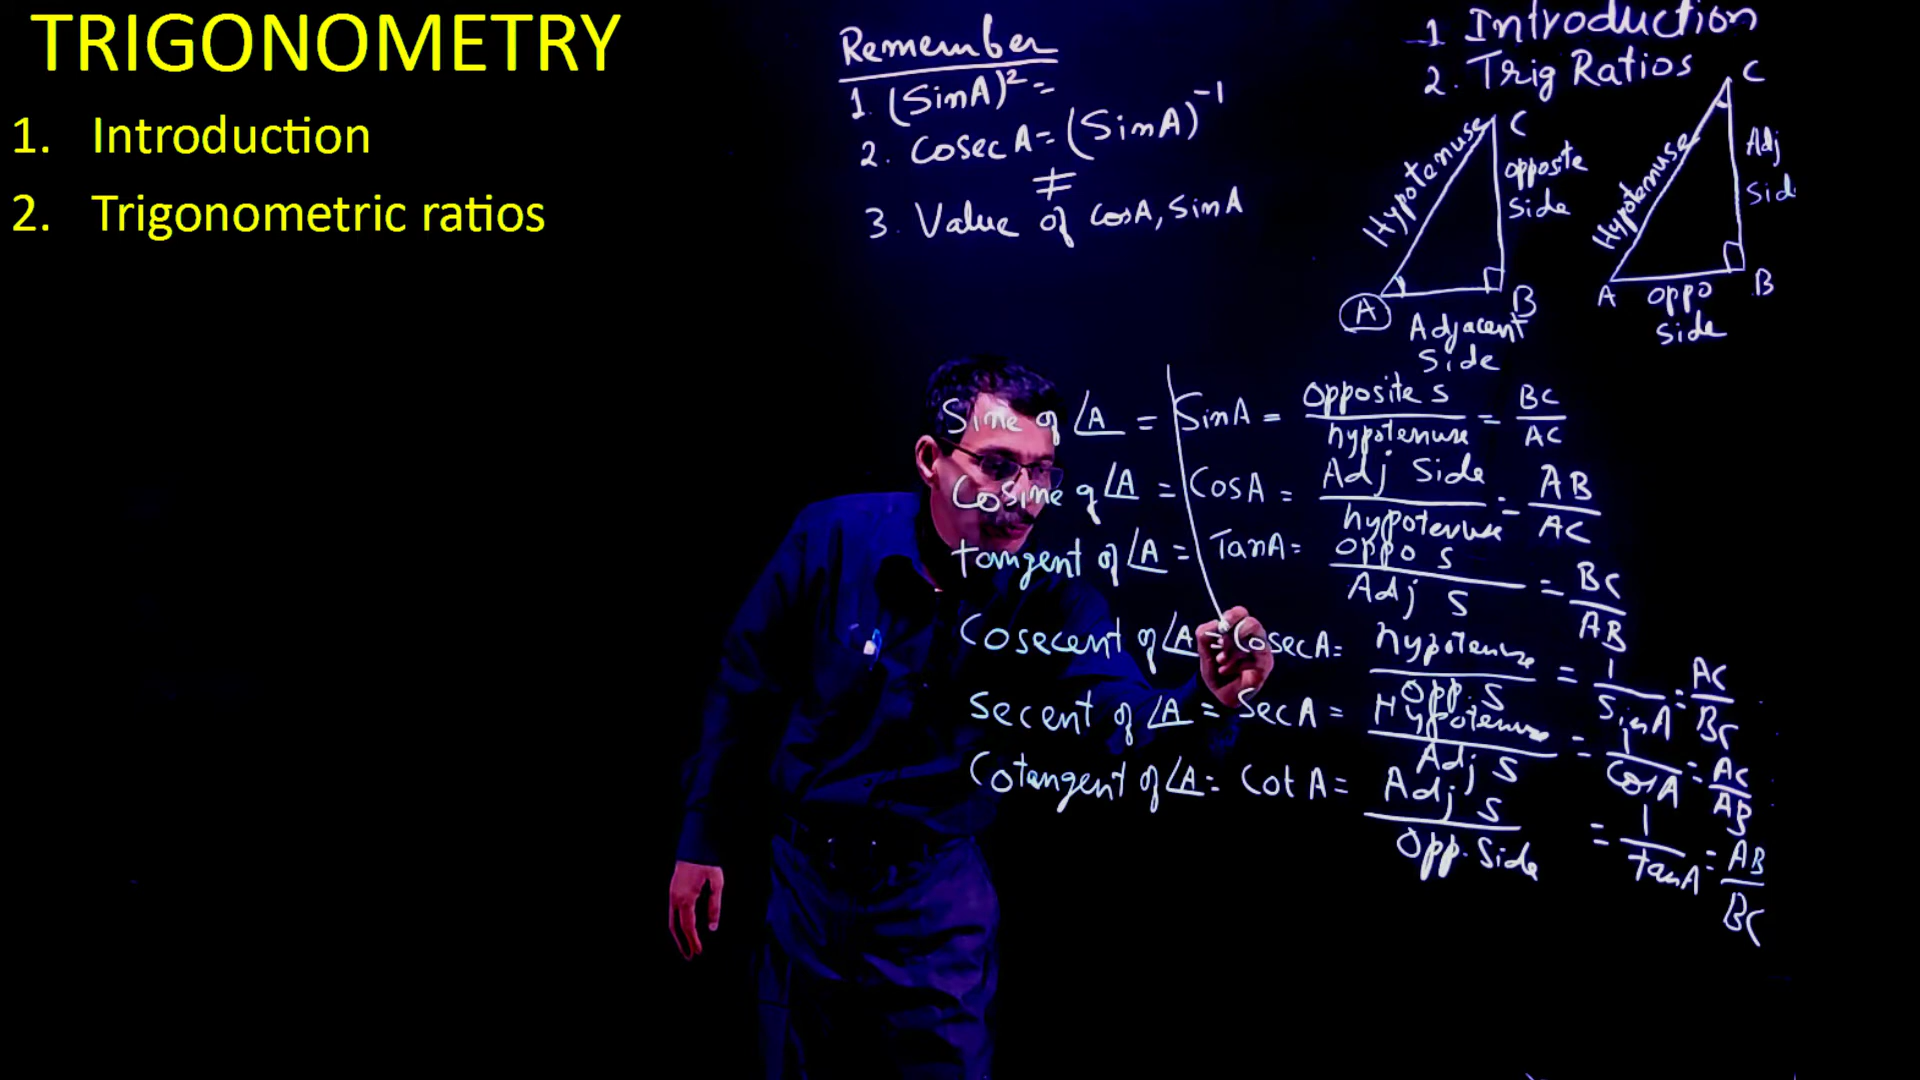 TRIGONOMETRY
1. Introduction
2. Trigonometric ratios
Remember
1. (SinA)² =
2. CosecA = (SinA)⁻¹
≠
3. Value of CosA, SinA
1 Introduction
2. Trig Ratios
C
Hypotenuse
opposite
Side
A
B
Adjacent
Side
C
Hypotenuse
Adj
Sid
A
B
oppo
Side
Sine of ∠A = SinA = Opposite S / hypotenuse = BC / AC
Cosine of ∠A = CosA = Adj Side / hypotenuse = AB / AC
tangent of ∠A = TanA = oppo S / Adj S = BC / AB
Cosecent of ∠A = CosecA = hypotenuse / opp. S = 1 / SinA = AC / BC
Secent of ∠A = SecA = Hypotenuse / Adj S = 1 / CosA = AC / AB
Cotangent of ∠A = Cot A = Adj S / Opp. Side = 1 / tanA = AB / BC